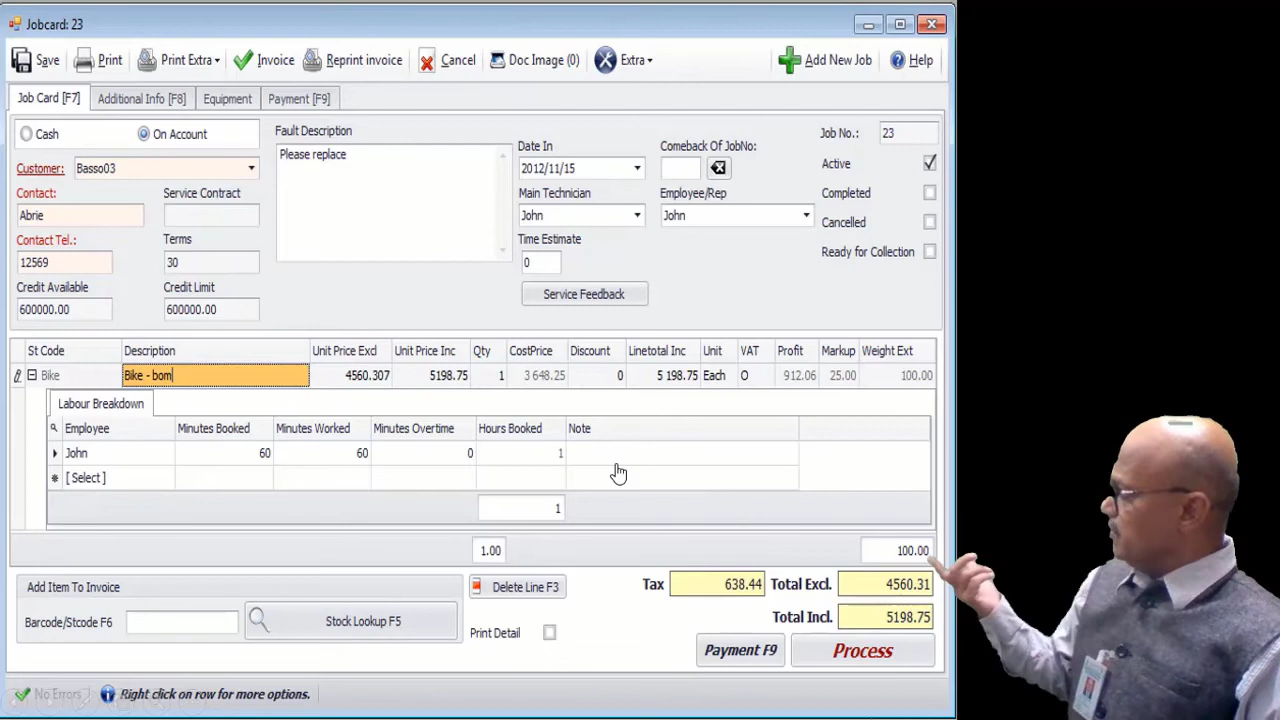 Jobcard: 23
Save Print Print Extra Invoice Reprint invoice Cancel Doc Image (0) Extra Add New Job Help
Job Card [F7] Additional Info [F8] Equipment Payment [F9]
Cash On Account
Customer: Basso03
Contact: Service Contract
Abrie
Contact Tel.: Terms
12569 30
Credit Available Credit Limit
600000.00 600000.00
Fault Description
Please replace
Date In Comeback Of JobNo:
2012/11/15
Main Technician Employee/Rep
John John
Time Estimate
0
Service Feedback
Job No.: 23
Active
Completed
Cancelled
Ready for Collection
St Code Description Unit Price Excl Unit Price Inc Qty CostPrice Discount Linetotal Inc Unit VAT Profit Markup Weight Ext
Bike Bike - bom 4560.307 5198.75 1 3 648.25 0 5 198.75 Each O 912.06 25.00 100.00
Labour Breakdown
Employee Minutes Booked Minutes Worked Minutes Overtime Hours Booked Note
John 60 60 0 1
[ Select ]
1
1.00 100.00
Add Item To Invoice
Barcode/Stcode F6 Stock Lookup F5
Delete Line F3
Print Detail
Tax 638.44 Total Excl. 4560.31
Total Incl. 5198.75
Payment F9 Process
No Errors Right click on row for more options.